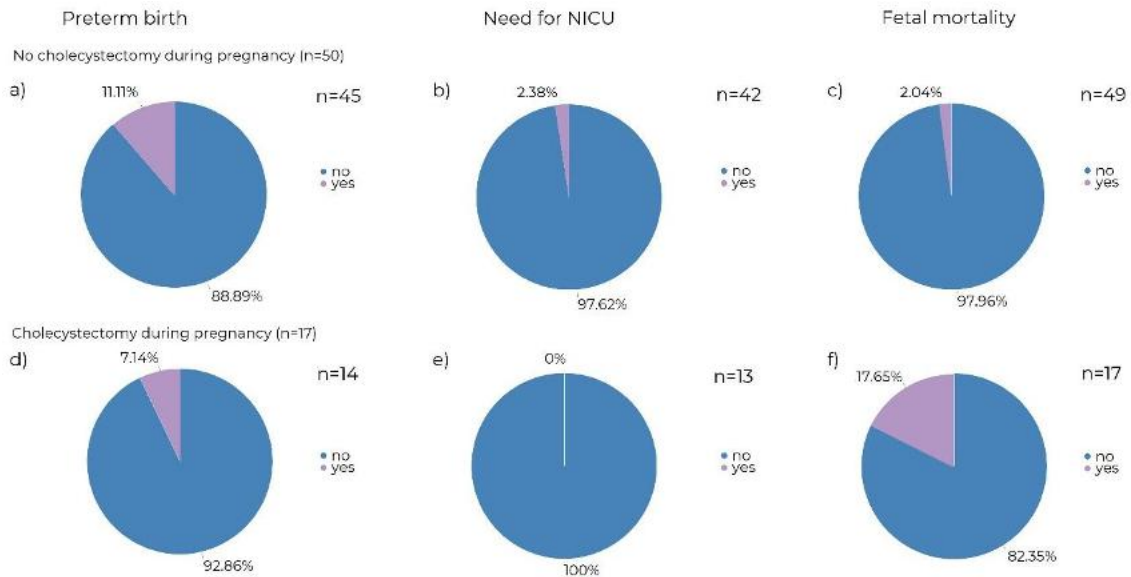 Preterm birth
Need for NICU
Fetal mortality
No cholecystectomy during pregnancy (n=50)
a)
11.11%
n=45
no
yes
88.89%
b)
2.38%
n=42
no
yes
97.62%
c)
2.04%
n=49
no
yes
97.96%
Cholecystectomy during pregnancy (n=17)
d)
7.14%
n=14
no
yes
92.86%
e)
0%
n=13
no
yes
100%
f)
17.65%
n=17
no
yes
82.35%